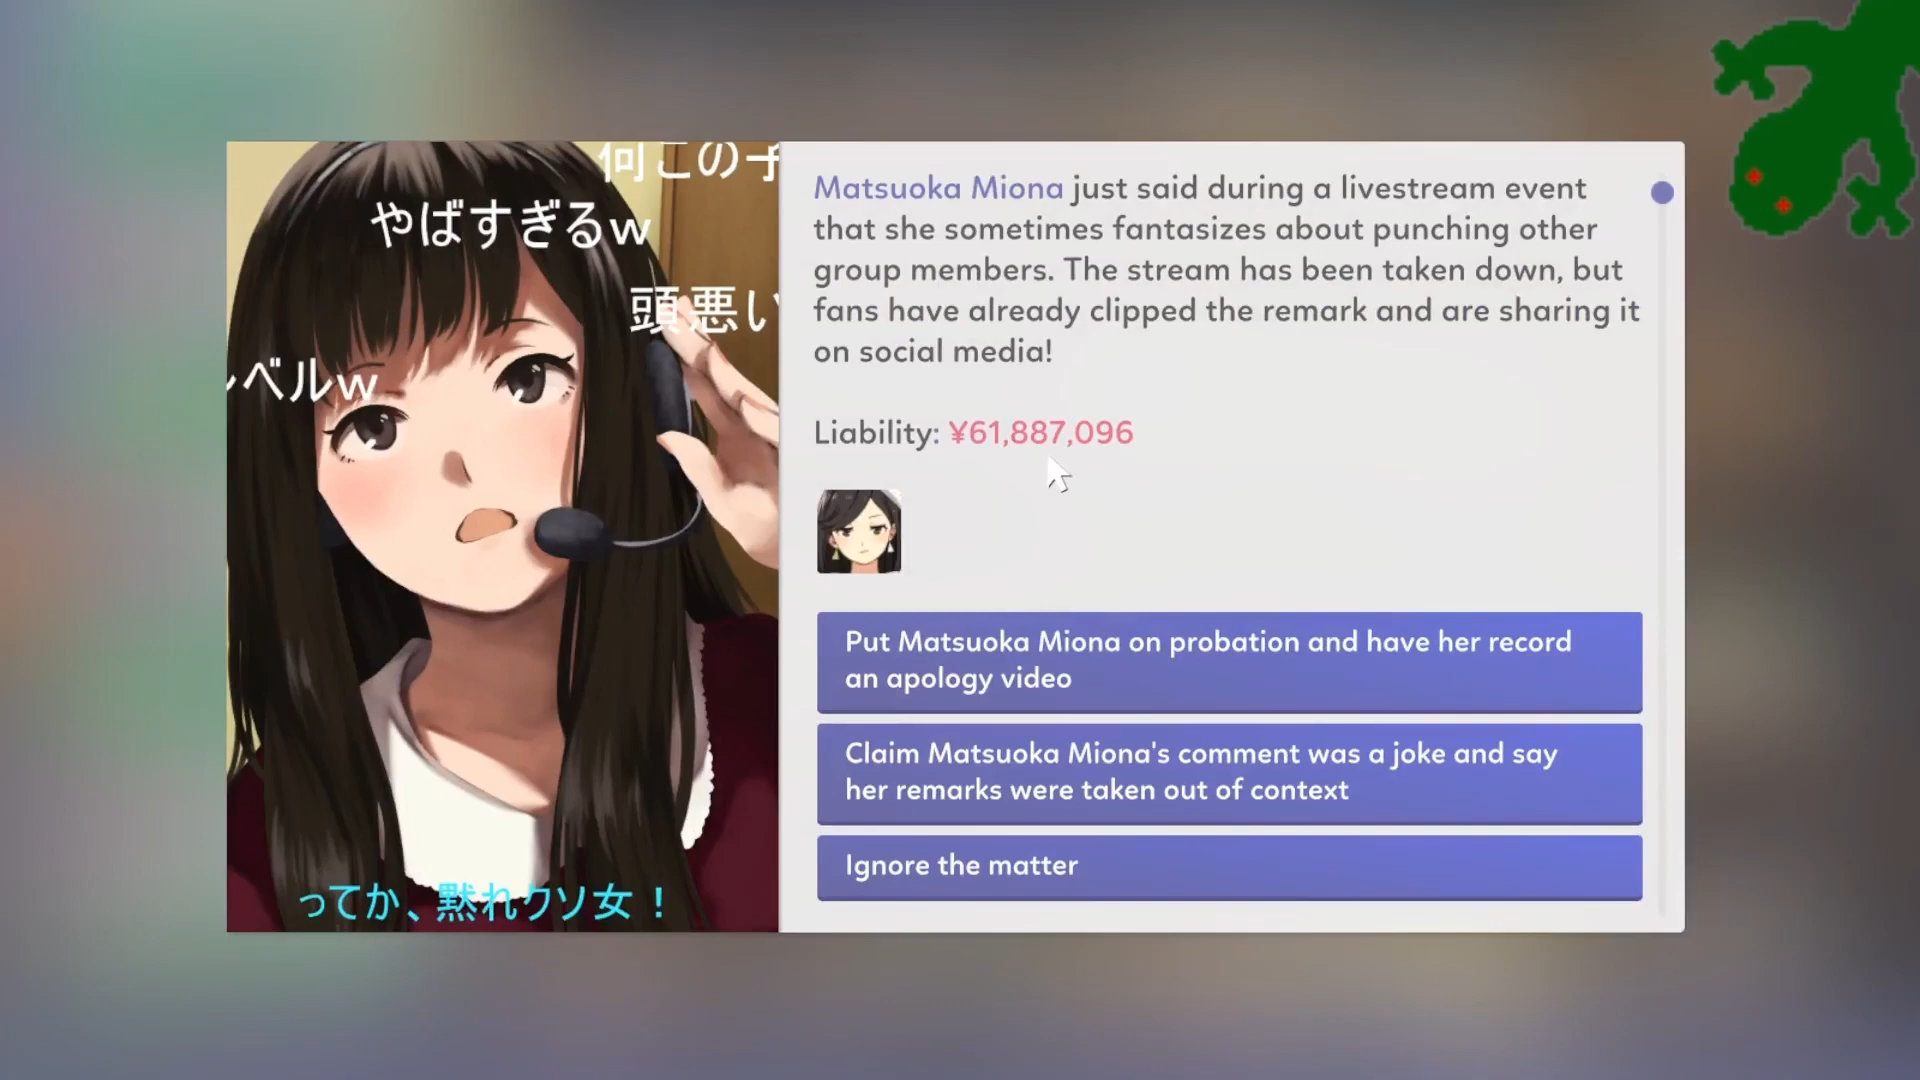 何この子
やばすぎるw
頭悪い
ベルw
ってか、黙れクソ女！
Matsuoka Miona just said during a livestream event
that she sometimes fantasizes about punching other
group members. The stream has been taken down, but
fans have already clipped the remark and are sharing it
on social media!
Liability: ¥61,887,096
Put Matsuoka Miona on probation and have her record
an apology video
Claim Matsuoka Miona's comment was a joke and say
her remarks were taken out of context
Ignore the matter